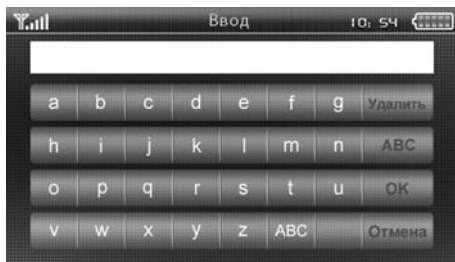 Ввод 10: 54
a b c d e f g Удалить
h i j k l m n ABC
o p q r s t u OK
v w x y z ABC Отмена